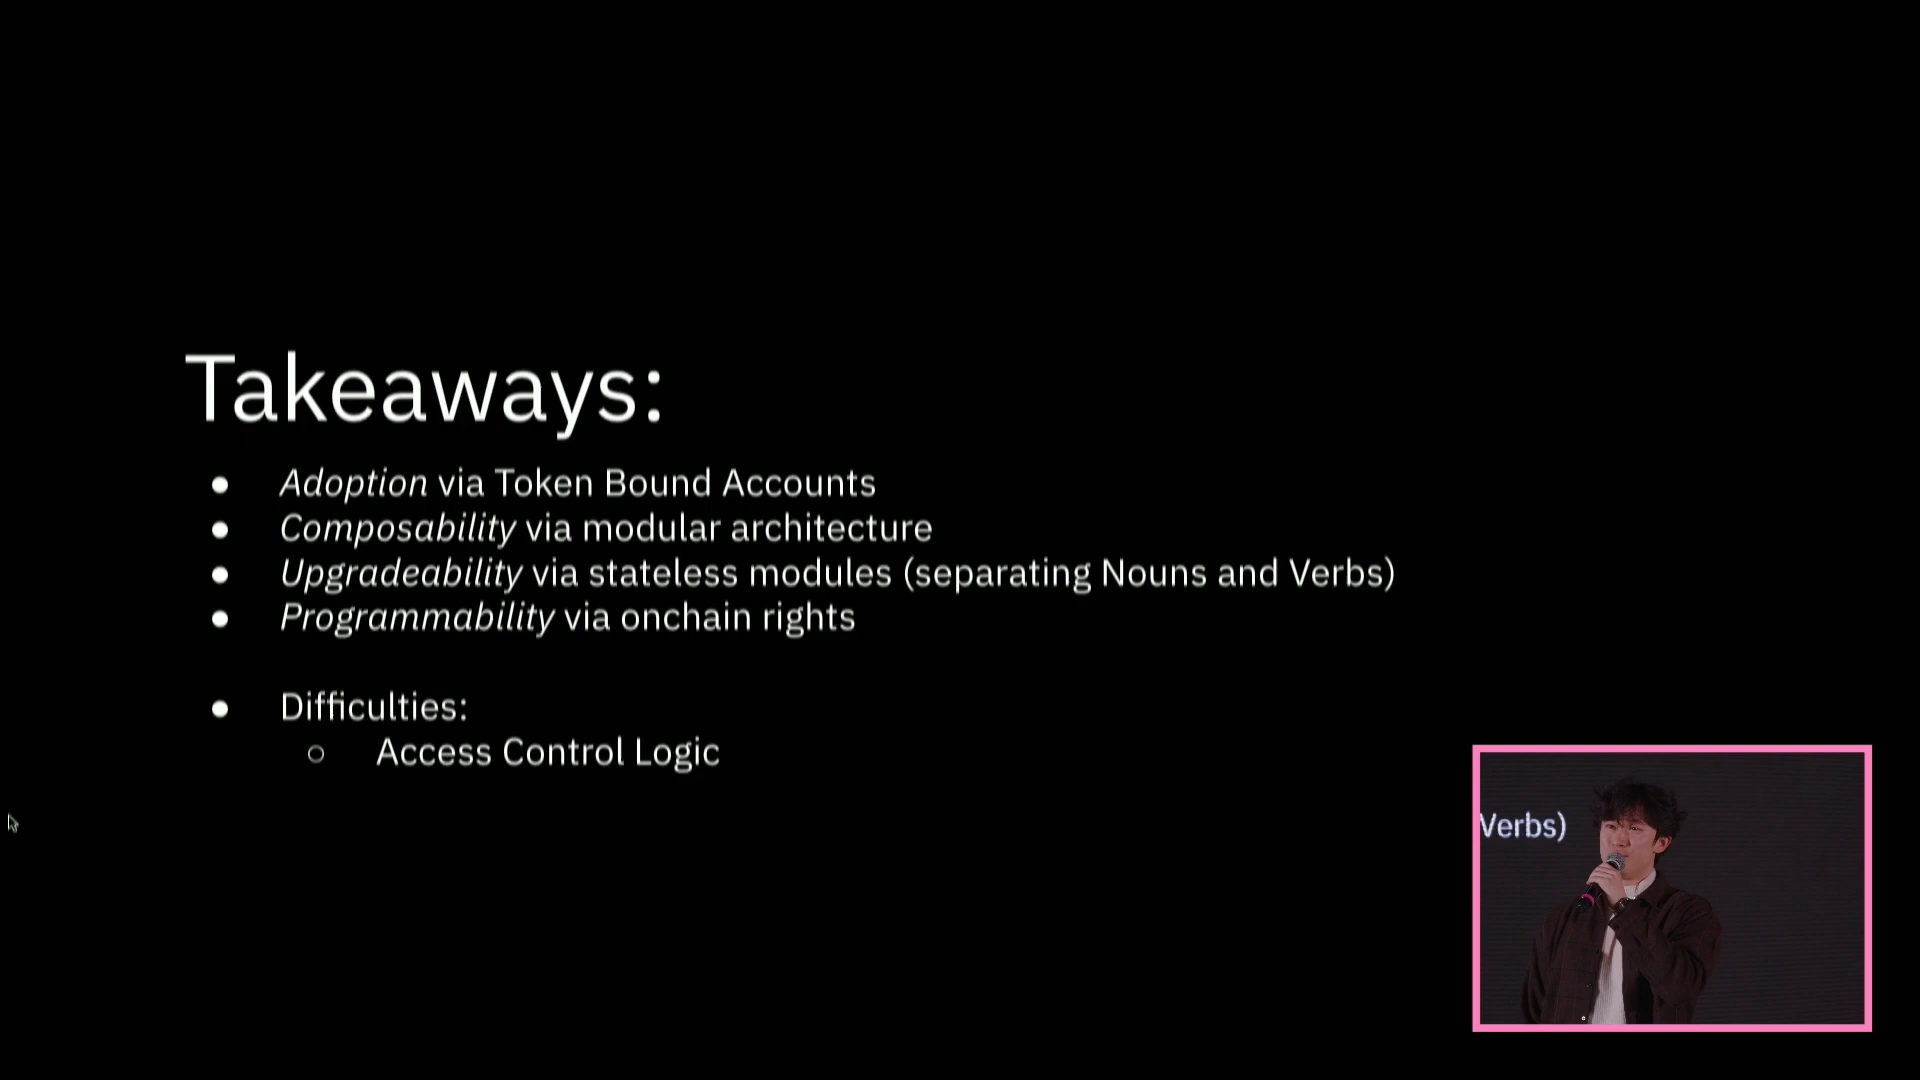 Takeaways:
● Adoption via Token Bound Accounts
● Composability via modular architecture
● Upgradeability via stateless modules (separating Nouns and Verbs)
● Programmability via onchain rights
● Difficulties:
○ Access Control Logic
Verbs)